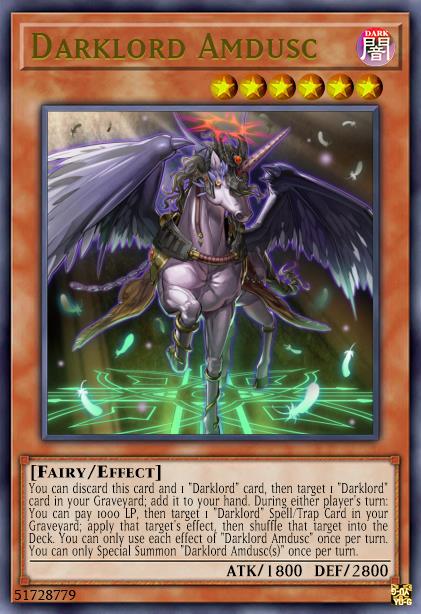 DARKLORD AMDUSC
DARK
闇
[FAIRY/EFFECT]
You can discard this card and 1 "Darklord" card, then target 1 "Darklord"
card in your Graveyard; add it to your hand. During either player's turn:
You can pay 1000 LP, then target 1 "Darklord" Spell/Trap Card in your
Graveyard; apply that target's effect, then shuffle that target into the
Deck. You can only use each effect of "Darklord Amdusc" once per turn.
You can only Special Summon "Darklord Amdusc(s)" once per turn.
ATK/1800 DEF/2800
51728779